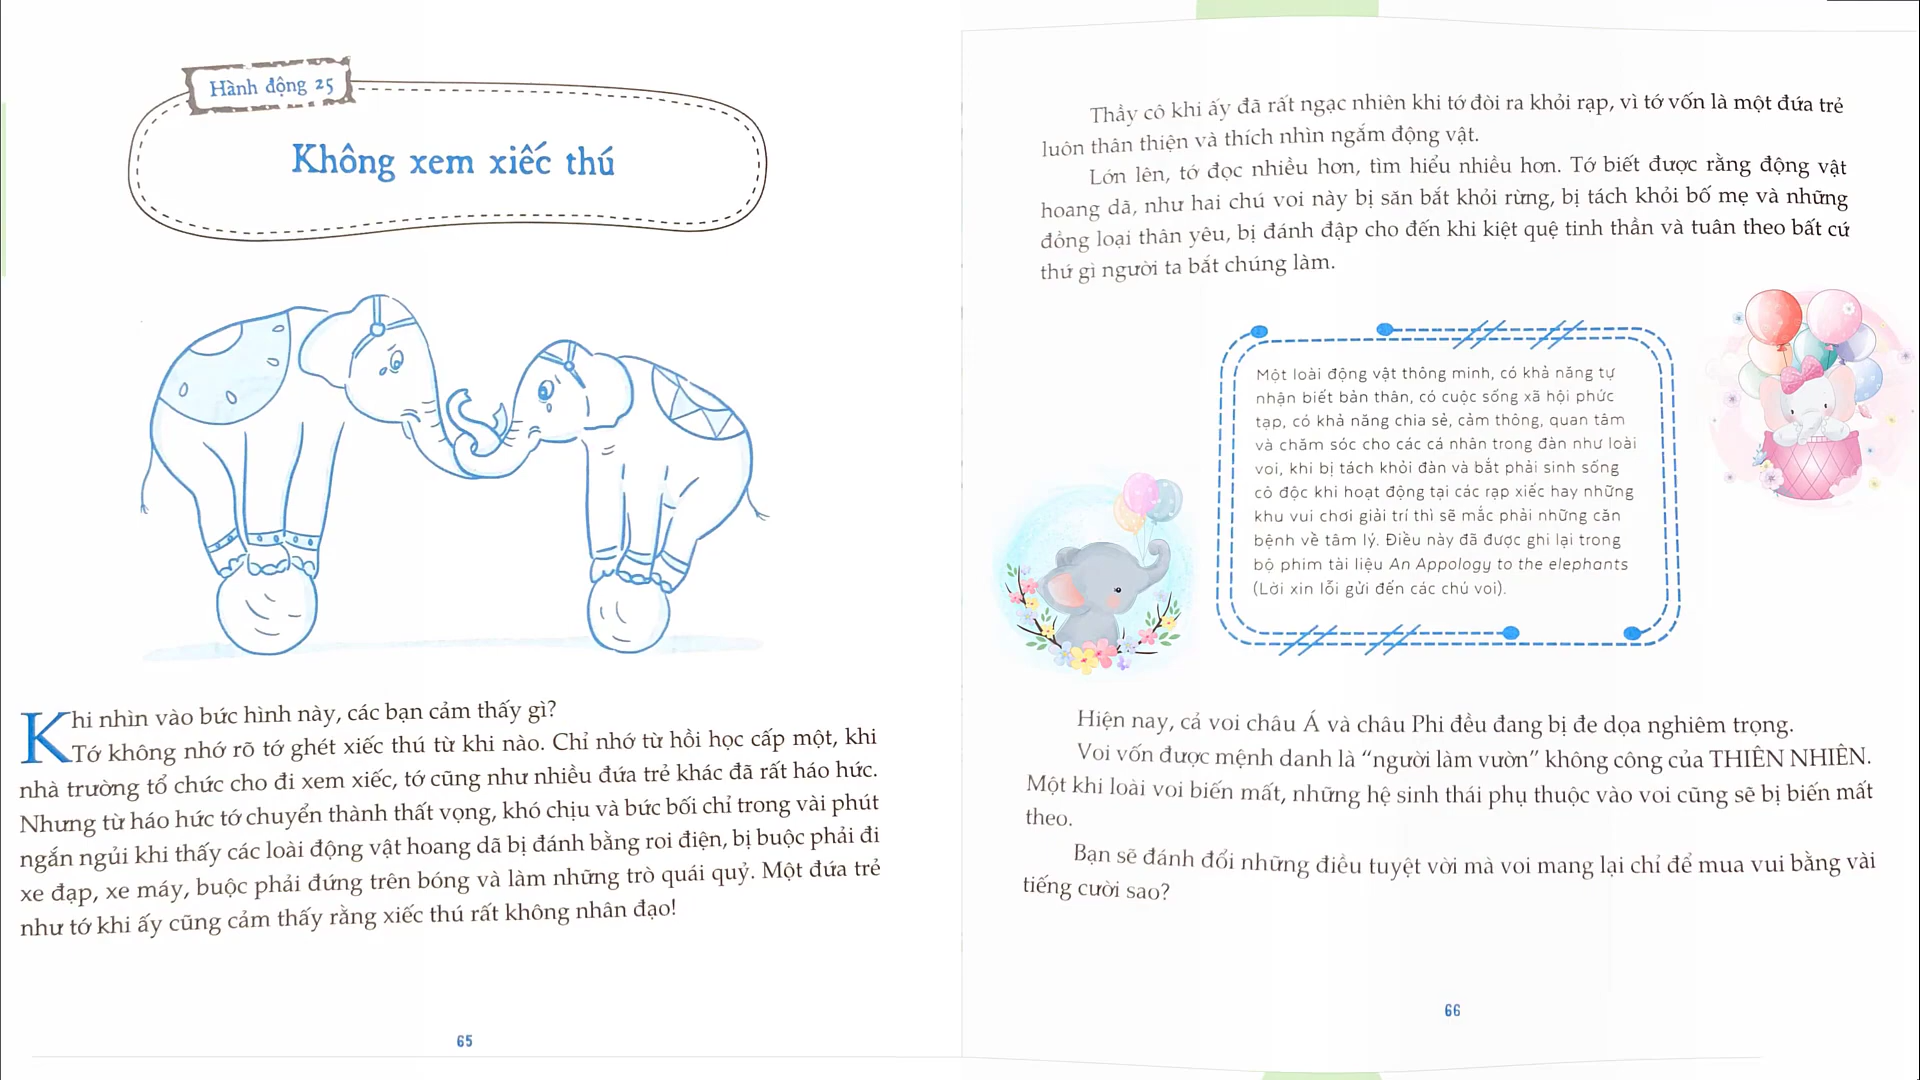 Hành động 25
Không xem xiếc thú
Khi nhìn vào bức hình này, các bạn cảm thấy gì?
Tớ không nhớ rõ tớ ghét xiếc thú từ khi nào. Chỉ nhớ từ hồi học cấp một, khi
nhà trường tổ chức cho đi xem xiếc, tớ cũng như nhiều đứa trẻ khác đã rất háo hức.
Nhưng từ háo hức tớ chuyển thành thất vọng, khó chịu và bức bối chỉ trong vài phút
ngắn ngủi khi thấy các loài động vật hoang dã bị đánh bằng roi điện, bị buộc phải đi
xe đạp, xe máy, buộc phải đứng trên bóng và làm những trò quái quỷ. Một đứa trẻ
như tớ khi ấy cũng cảm thấy rằng xiếc thú rất không nhân đạo!
65
Thầy cô khi ấy đã rất ngạc nhiên khi tớ đòi ra khỏi rạp, vì tớ vốn là một đứa trẻ
luôn thân thiện và thích nhìn ngắm động vật.
Lớn lên, tớ đọc nhiều hơn, tìm hiểu nhiều hơn. Tớ biết được rằng động vật
hoang dã, như hai chú voi này bị săn bắt khỏi rừng, bị tách khỏi bố mẹ và những
đồng loại thân yêu, bị đánh đập cho đến khi kiệt quệ tinh thần và tuân theo bất cứ
thứ gì người ta bắt chúng làm.
Một loài động vật thông minh, có khả năng tự
nhận biết bản thân, có cuộc sống xã hội phức
tạp, có khả năng chia sẻ, cảm thông, quan tâm
và chăm sóc cho các cá nhân trong đàn như loài
voi, khi bị tách khỏi đàn và bắt phải sinh sống
cô độc khi hoạt động tại các rạp xiếc hay những
khu vui chơi giải trí thì sẽ mắc phải những căn
bệnh về tâm lý. Điều này đã được ghi lại trong
bộ phim tài liệu An Appology to the elephants
(Lời xin lỗi gửi đến các chú voi).
Hiện nay, cả voi châu Á và châu Phi đều đang bị đe dọa nghiêm trọng.
Voi vốn được mệnh danh là “người làm vườn” không công của THIÊN NHIÊN.
Một khi loài voi biến mất, những hệ sinh thái phụ thuộc vào voi cũng sẽ bị biến mất
theo.
Bạn sẽ đánh đổi những điều tuyệt vời mà voi mang lại chỉ để mua vui bằng vài
tiếng cười sao?
66